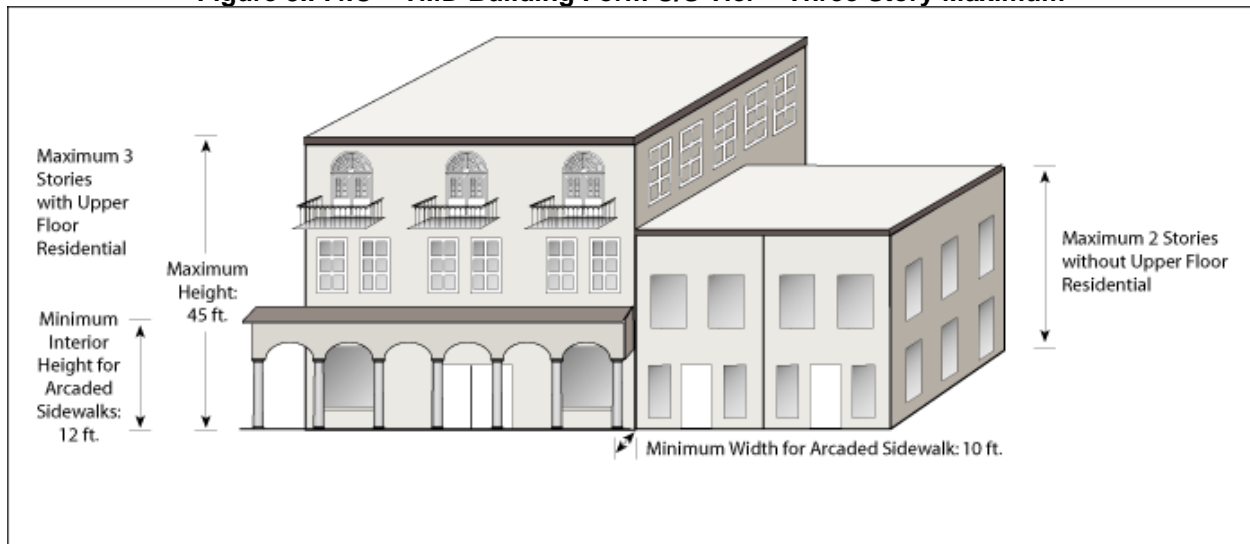 Maximum 3
Stories
with Upper
Floor
Residential
Maximum
Height:
45 ft.
Minimum
Interior
Height for
Arcaded
Sidewalks:
12 ft.
Maximum 2 Stories
without Upper Floor
Residential
Minimum Width for Arcaded Sidewalk: 10 ft.